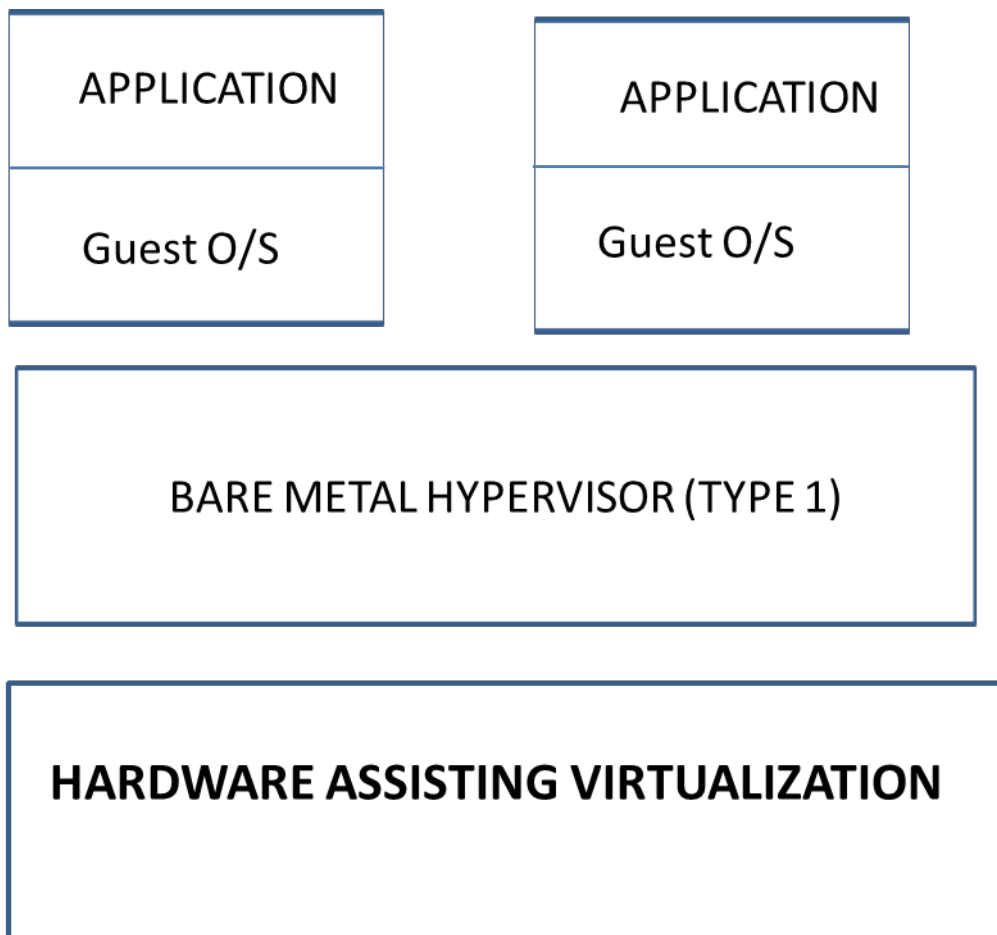 APPLICATION
APPLICATION
Guest O/S
Guest O/S
BARE METAL HYPERVISOR (TYPE 1)
HARDWARE ASSISTING VIRTUALIZATION